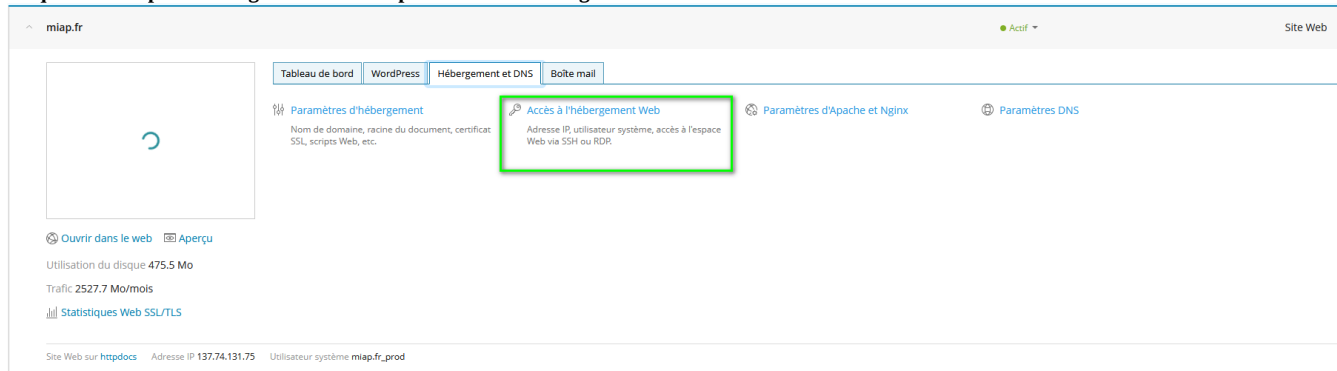 miap.fr
Actif
Site Web
Tableau de bord
WordPress
Hébergement et DNS
Boîte mail
Paramètres d'hébergement
Nom de domaine, racine du document, certificat
SSL, scripts Web, etc.
Accès à l'hébergement Web
Adresse IP, utilisateur système, accès à l'espace
Web via SSH ou RDP.
Paramètres d'Apache et Nginx
Paramètres DNS
Ouvrir dans le web
Aperçu
Utilisation du disque 475.5 Mo
Trafic 2527.7 Mo/mois
Statistiques Web SSL/TLS
Site Web sur httpdocs
Adresse IP 137.74.131.75
Utilisateur système miap.fr_prod